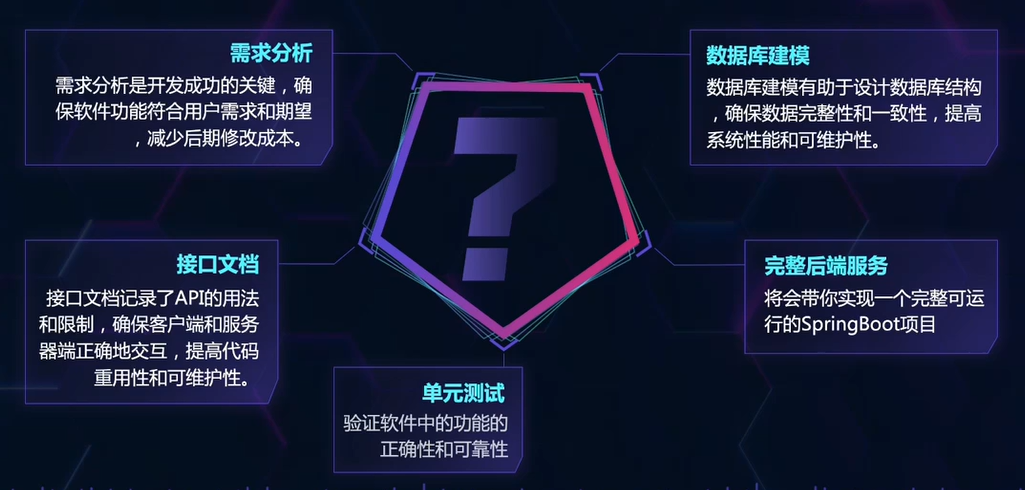 需求分析
需求分析是开发成功的关键，确
保软件功能符合用户需求和期望
，减少后期修改成本。
数据库建模
数据库建模有助于设计数据库结构
，确保数据完整性和一致性，提高
系统性能和可维护性。
?
接口文档
接口文档记录了API的用法
和限制，确保客户端和服务
器端正确地交互，提高代码
重用性和可维护性。
完整后端服务
将会带你实现一个完整可运
行的SpringBoot项目
单元测试
验证软件中的功能的
正确性和可靠性